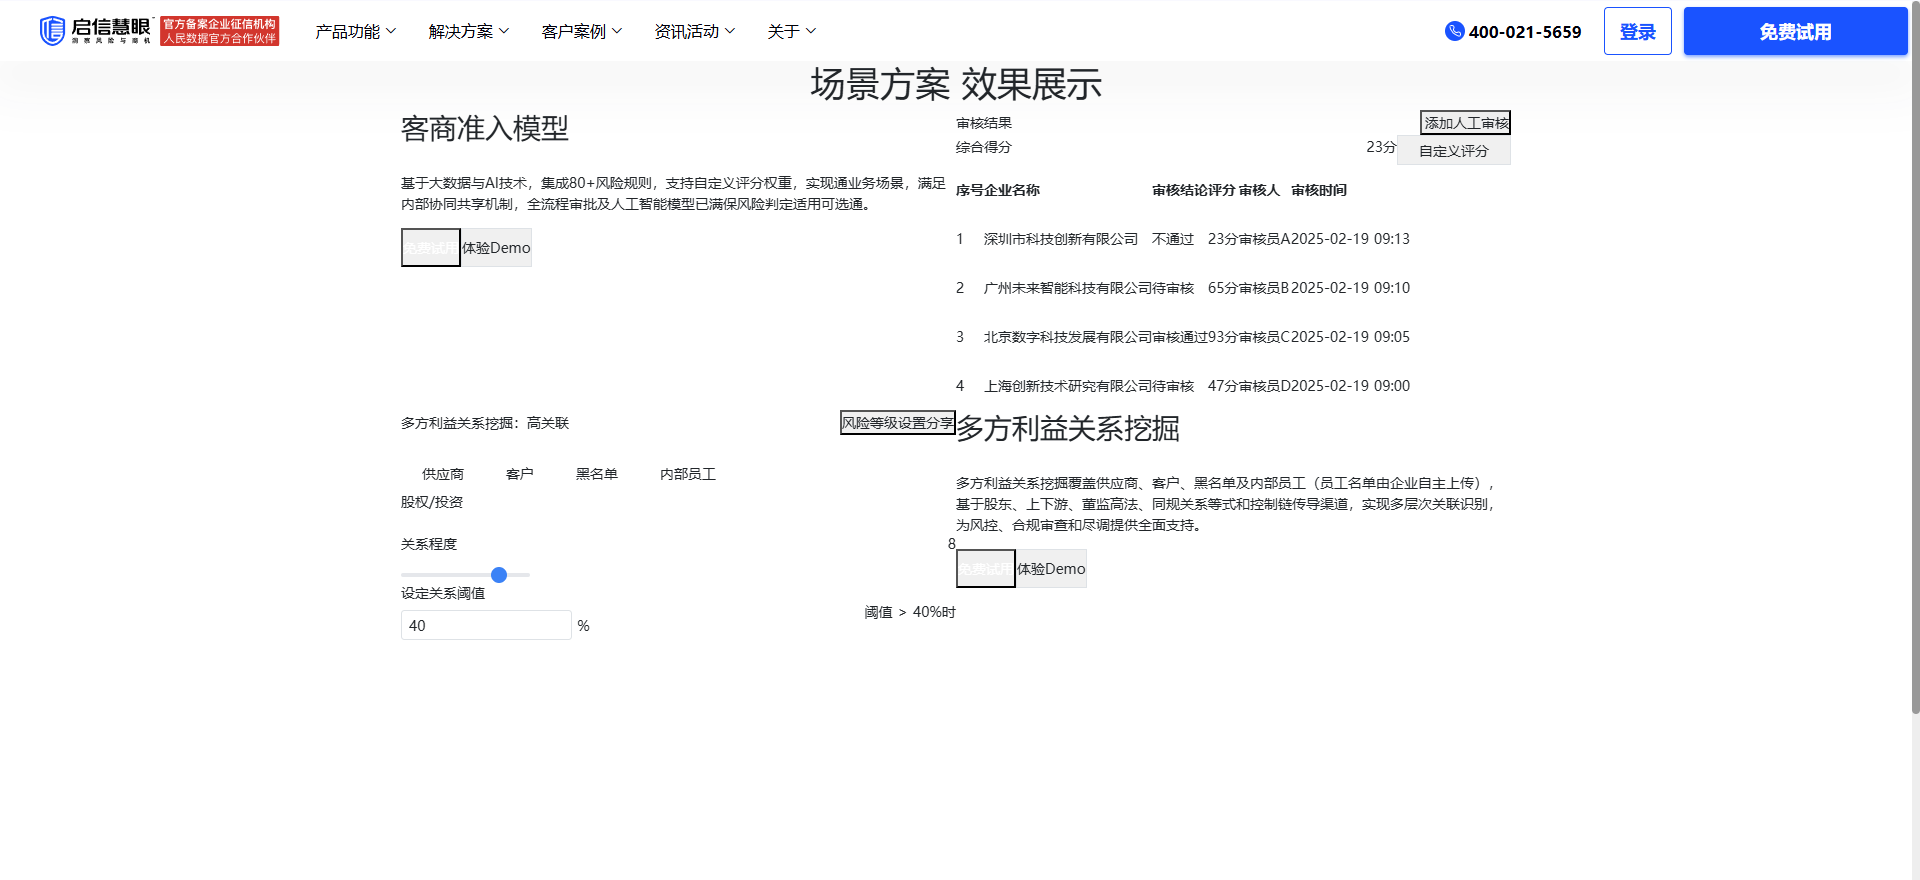 启信慧眼
洞察风险与商机
官方备案企业征信机构
人民数据官方合作伙伴
产品功能
解决方案
客户案例
资讯活动
关于
400-021-5659
登录
免费试用
场景方案 效果展示
客商准入模型
基于大数据与AI技术，集成80+风险规则，支持自定义评分权重，实现通业务场景，满足
内部协同共享机制，全流程审批及人工智能模型已满保风险判定适用可选通。
免费试用
体验Demo
审核结果
添加人工审核
综合得分
23分
自定义评分
序号 企业名称 审核结论 评分 审核人 审核时间
1 深圳市科技创新有限公司 不通过 23分 审核员A 2025-02-19 09:13
2 广州未来智能科技有限公司 待审核 65分 审核员B 2025-02-19 09:10
3 北京数字科技发展有限公司 审核通过 93分 审核员C 2025-02-19 09:05
4 上海创新技术研究有限公司 待审核 47分 审核员D 2025-02-19 09:00
多方利益关系挖掘：高关联
风险等级设置分享
供应商 客户 黑名单 内部员工
股权/投资
关系程度
8
设定关系阈值
40 %
阈值 > 40%时
多方利益关系挖掘
多方利益关系挖掘覆盖供应商、客户、黑名单及内部员工（员工名单由企业自主上传），
基于股东、上下游、董监高法、同规关系等式和控制链传导渠道，实现多层次关联识别，
为风控、合规审查和尽调提供全面支持。
免费试用
体验Demo